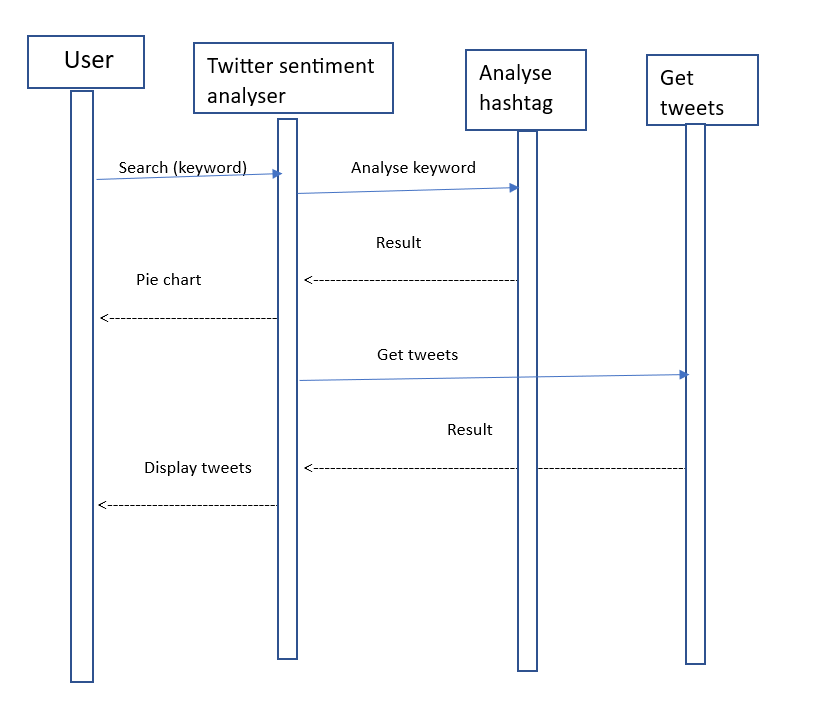 User
Twitter sentiment
analyser
Analyse
hashtag
Get
tweets
Search (keyword)
Analyse keyword
Result
Pie chart
Get tweets
Result
Display tweets